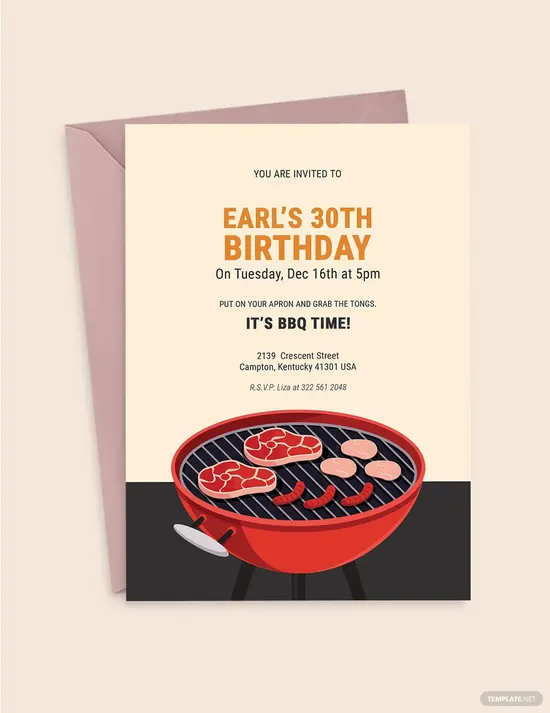 YOU ARE INVITED TO
EARL'S 30TH
BIRTHDAY
On Tuesday, Dec 16th at 5pm
PUT ON YOUR APRON AND GRAB THE TONGS.
IT'S BBQ TIME!
2139 Crescent Street
Campton, Kentucky 41301 USA
R.S.V.P: Liza at 322 561 2048
TEMPLATE.NET